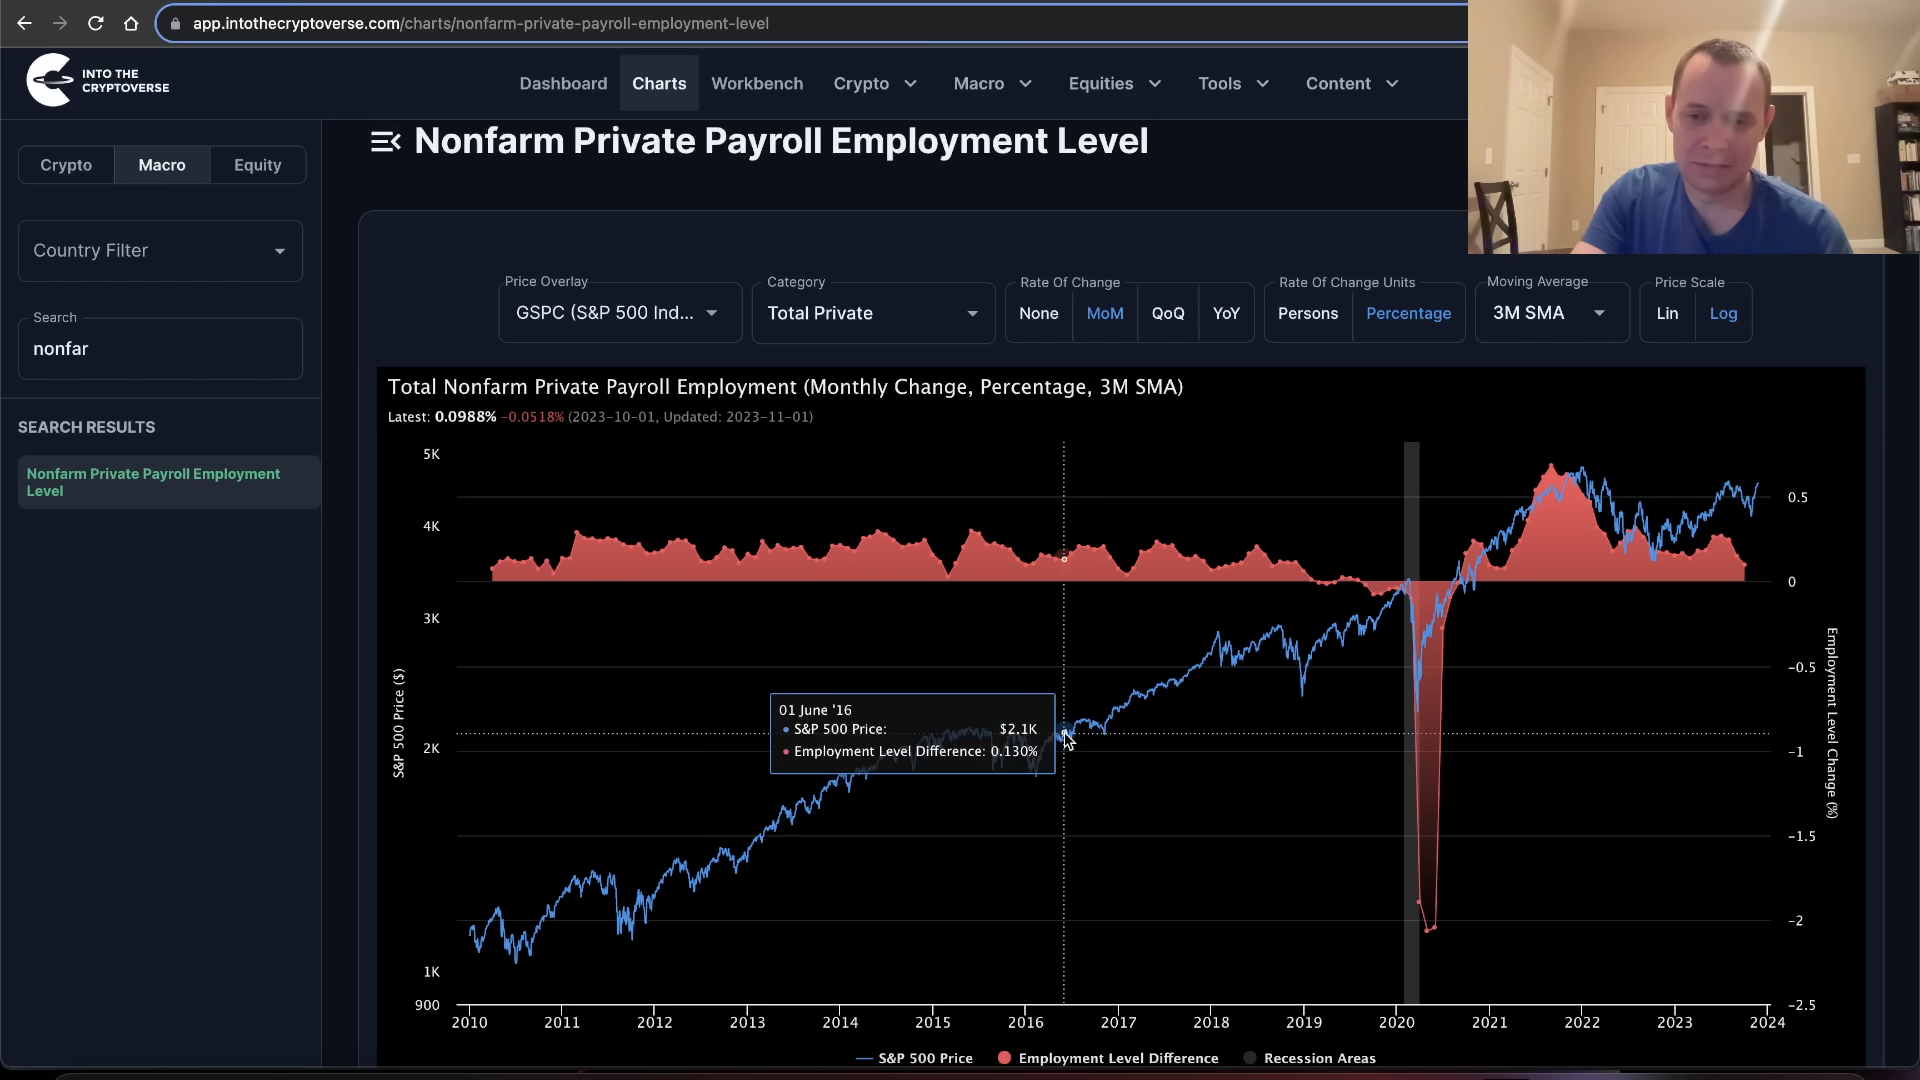 app.intothecryptoverse.com/charts/nonfarm-private-payroll-employment-level
INTO THE
CRYPTOVERSE
Dashboard
Charts
Workbench
Crypto
Macro
Equities
Tools
Content
Nonfarm Private Payroll Employment Level
Crypto
Macro
Equity
Country Filter
Search
nonfar
SEARCH RESULTS
Nonfarm Private Payroll Employment
Level
Price Overlay
GSPC (S&P 500 Ind...
Category
Total Private
Rate Of Change
None
MoM
QoQ
YoY
Rate Of Change Units
Persons
Percentage
Moving Average
3M SMA
Price Scale
Lin
Log
Total Nonfarm Private Payroll Employment (Monthly Change, Percentage, 3M SMA)
Latest: 0.0988% -0.0518% (2023-10-01, Updated: 2023-11-01)
5K
4K
3K
2K
1K
900
S&P 500 Price ($)
0.5
0
-0.5
-1
-1.5
-2
-2.5
Employment Level Change (%)
01 June '16
S&P 500 Price: $2.1K
Employment Level Difference: 0.130%
2010
2011
2012
2013
2014
2015
2016
2017
2018
2019
2020
2021
2022
2023
2024
S&P 500 Price
Employment Level Difference
Recession Areas